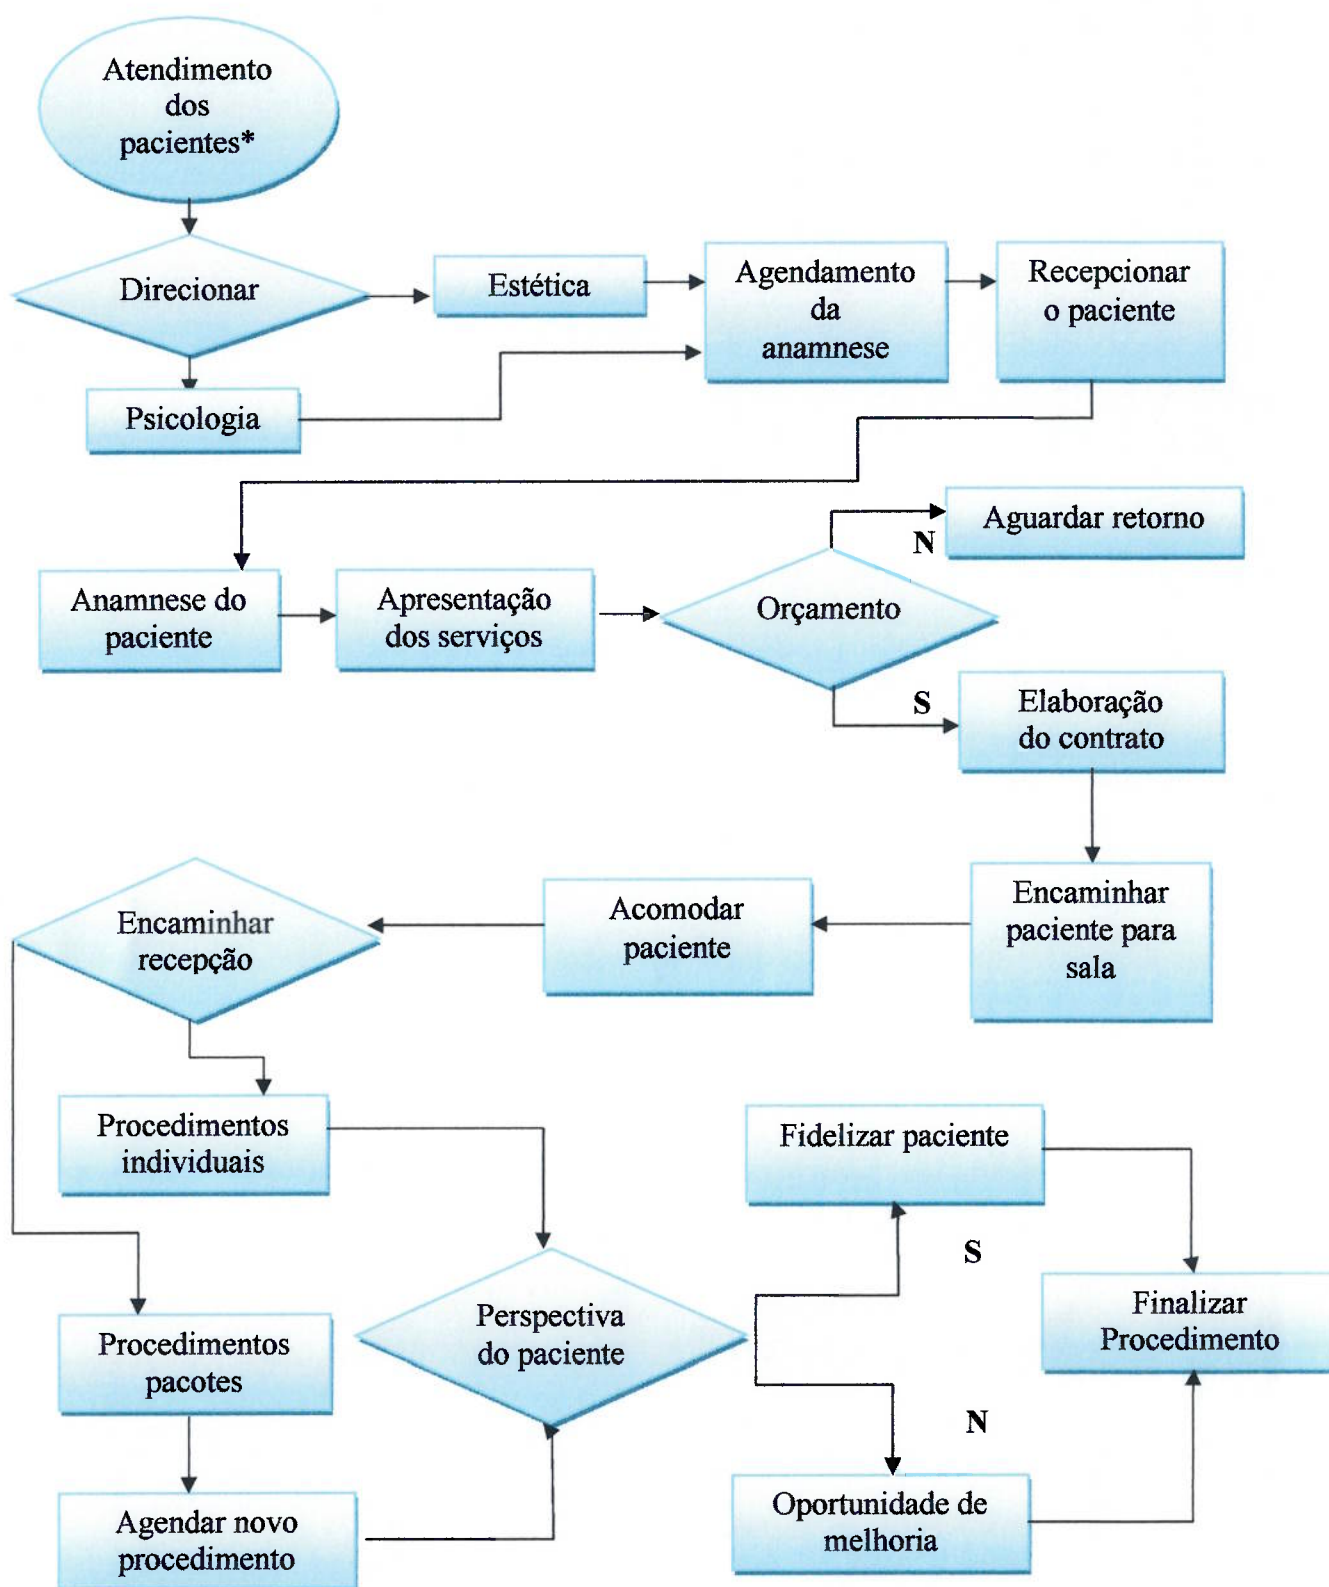 Atendimento
dos
pacientes*
Direcionar
Estética
Agendamento
da
anamnese
Recepcionar
o paciente
Psicologia
Aguardar retorno
N
Anamnese do
paciente
Apresentação
dos serviços
Orçamento
S
Elaboração
do contrato
Encaminhar
recepção
Acomodar
paciente
Encaminhar
paciente para
sala
Procedimentos
individuais
Fidelizar paciente
S
Procedimentos
pacotes
Perspectiva
do paciente
Finalizar
Procedimento
N
Agendar novo
procedimento
Oportunidade de
melhoria